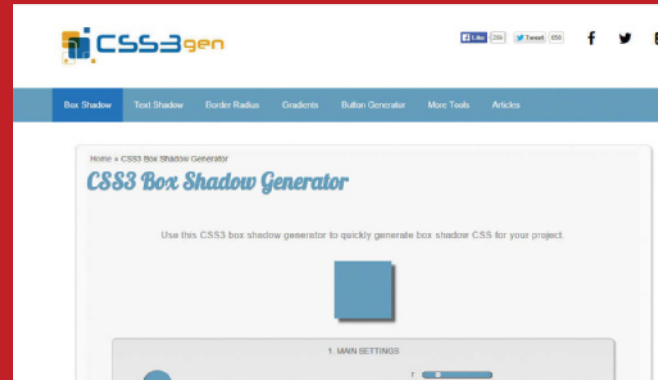 CSS3gen
Like
Tweet
Box Shadow Text Shadow Border Radius Gradients Button Generator More Tools Articles
Home » CSS3 Box Shadow Generator
CSS3 Box Shadow Generator
Use this CSS3 box shadow generator to quickly generate box shadow CSS for your project.
1. MAIN SETTINGS
r